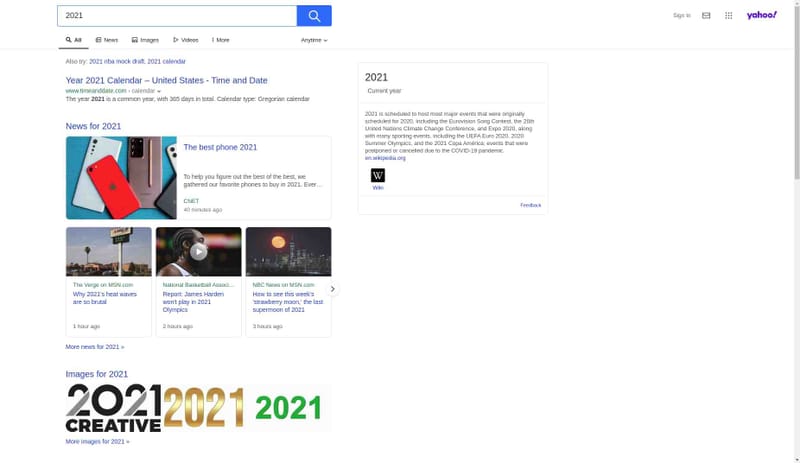 2021
Sign In
yahoo!
All
News
Images
Videos
More
Anytime
Also try: 2021 nba mock draft, 2021 calendar
Year 2021 Calendar – United States - Time and Date
www.timeanddate.com › calendar
The year 2021 is a common year, with 365 days in total. Calendar type: Gregorian calendar
News for 2021
The best phone 2021
To help you figure out the best of the best, we
gathered our favorite phones to buy in 2021. Ever…
CNET
40 minutes ago
The Verge on MSN.com
Why 2021's heat waves
are so brutal
1 hour ago
National Basketball Associ…
Report: James Harden
won't play in 2021
Olympics
2 hours ago
NBC News on MSN.com
How to see this week's
'strawberry moon,' the last
supermoon of 2021
3 hours ago
More news for 2021 »
Images for 2021
2021
CREATIVE
2021
2021
More images for 2021 »
2021
Current year
2021 is scheduled to host most major events that were originally
scheduled for 2020, including the Eurovision Song Contest, the 26th
United Nations Climate Change Conference, and Expo 2020, along
with many sporting events, including the UEFA Euro 2020, 2020
Summer Olympics, and the 2021 Copa América; events that were
postponed or canceled due to the COVID-19 pandemic.
en.wikipedia.org
W
Wiki
Feedback